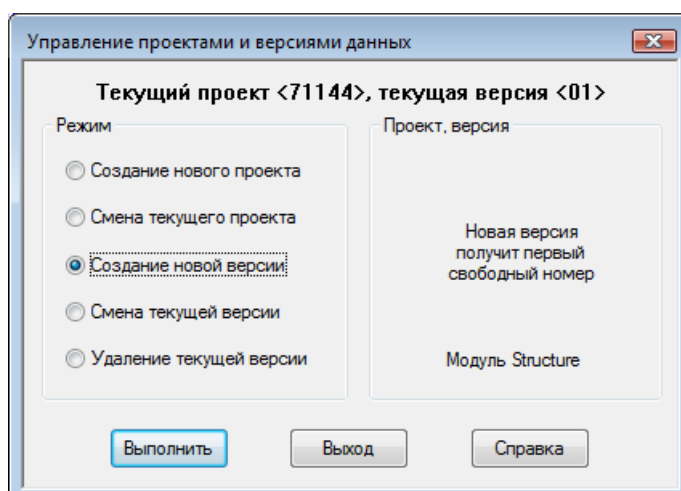 Управление проектами и версиями данных
Текущий проект <71144>, текущая версия <01>
Режим
Создание нового проекта
Смена текущего проекта
Создание новой версии
Смена текущей версии
Удаление текущей версии
Проект, версия
Новая версия
получит первый
свободный номер
Модуль Structure
Выполнить
Выход
Справка